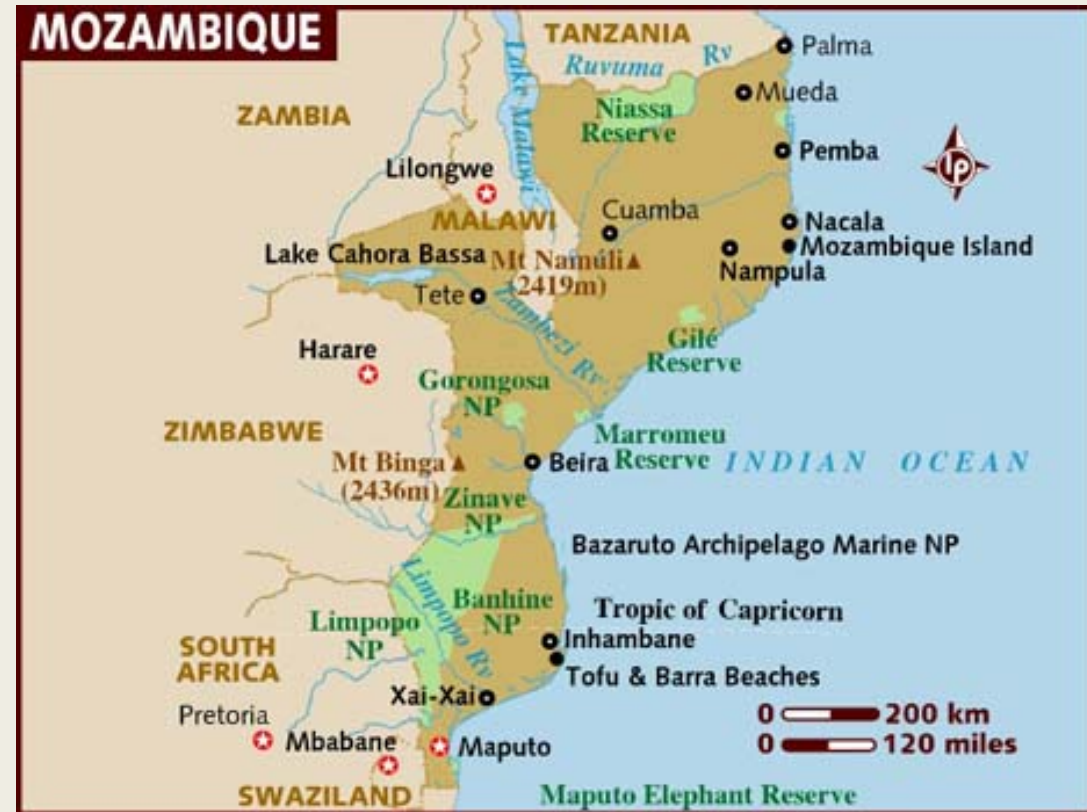 MOZAMBIQUE
TANZANIA
Ruvuma Rv
Palma
Mueda
Lake Malawi
Niassa
Reserve
ZAMBIA
Pemba
lp
Lilongwe
MALAWI
Cuamba
Nacala
Mozambique Island
Nampula
Lake Cahora Bassa
Mt Namúli
(2419m)
Tete
Zambezi Rv
Gilé
Reserve
Harare
Gorongosa
NP
ZIMBABWE
Marromeu
Reserve
INDIAN OCEAN
Mt Binga
(2436m)
Beira
Zinave
NP
Bazaruto Archipelago Marine NP
Limpopo Rv
Banhine
NP
Tropic of Capricorn
Limpopo
NP
Inhambane
Tofu & Barra Beaches
SOUTH
AFRICA
Xai-Xai
Pretoria
Mbabane
Maputo
0 200 km
0 120 miles
SWAZILAND
Maputo Elephant Reserve